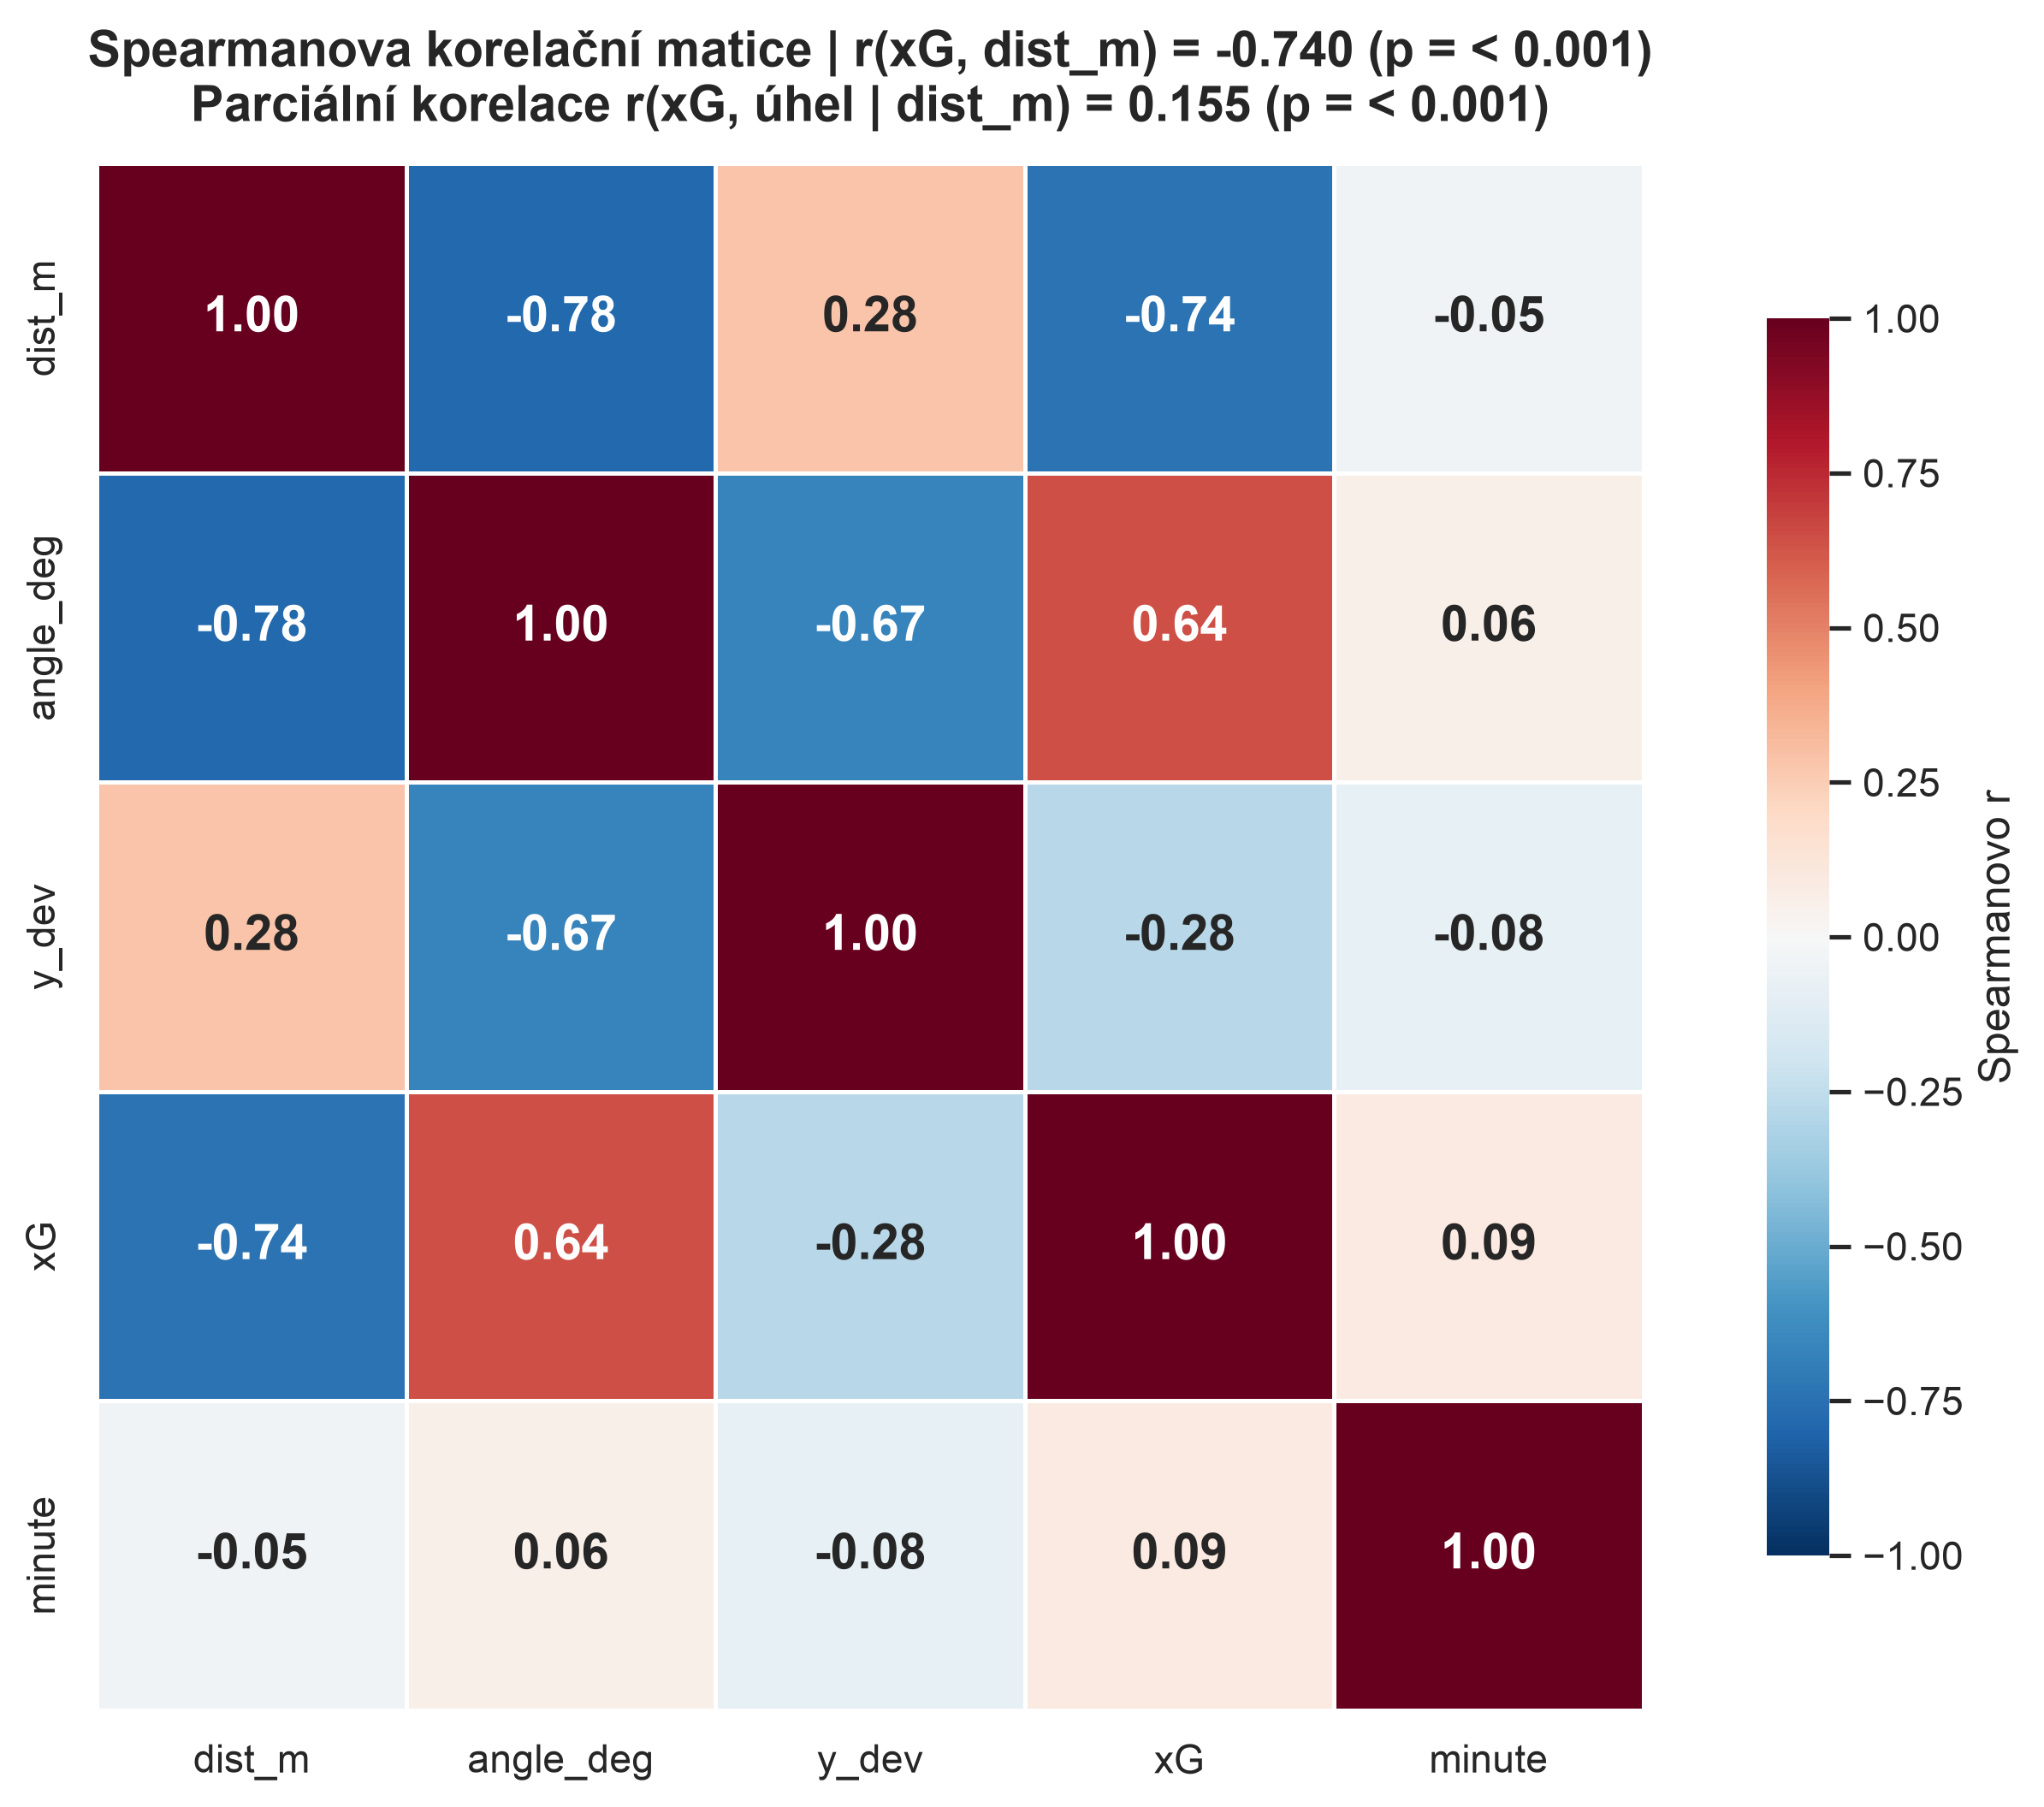 Spearmanova korelační matice | r(xG, dist_m) = -0.740 (p = < 0.001)
Parciální korelace r(xG, úhel | dist_m) = 0.155 (p = < 0.001)
dist_m 1.00 -0.78 0.28 -0.74 -0.05
angle_deg -0.78 1.00 -0.67 0.64 0.06
y_dev 0.28 -0.67 1.00 -0.28 -0.08
xG -0.74 0.64 -0.28 1.00 0.09
minute -0.05 0.06 -0.08 0.09 1.00
dist_m angle_deg y_dev xG minute
1.00
0.75
0.50
0.25
0.00
−0.25
−0.50
−0.75
−1.00
Spearmanovo r